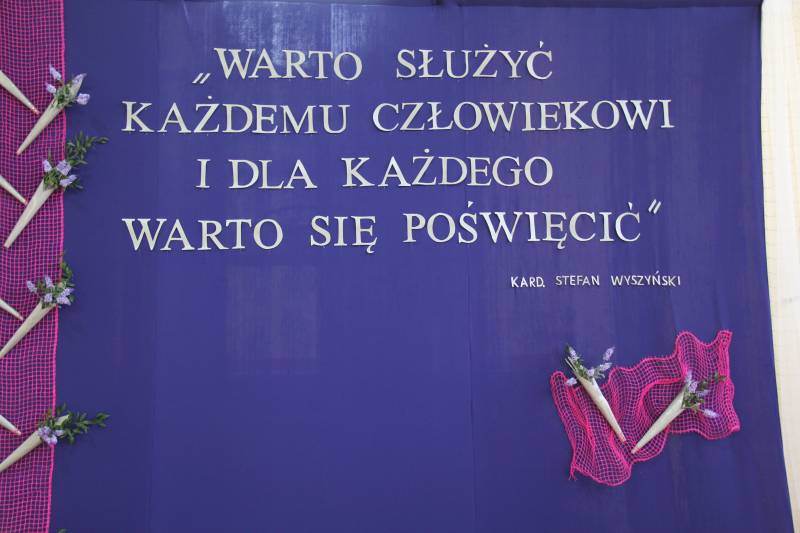 „WARTO SŁUŻYĆ
KAŻDEMU CZŁOWIEKOWI
I DLA KAŻDEGO
WARTO SIĘ POŚWIĘCIĆ”
KARD. STEFAN WYSZYŃSKI